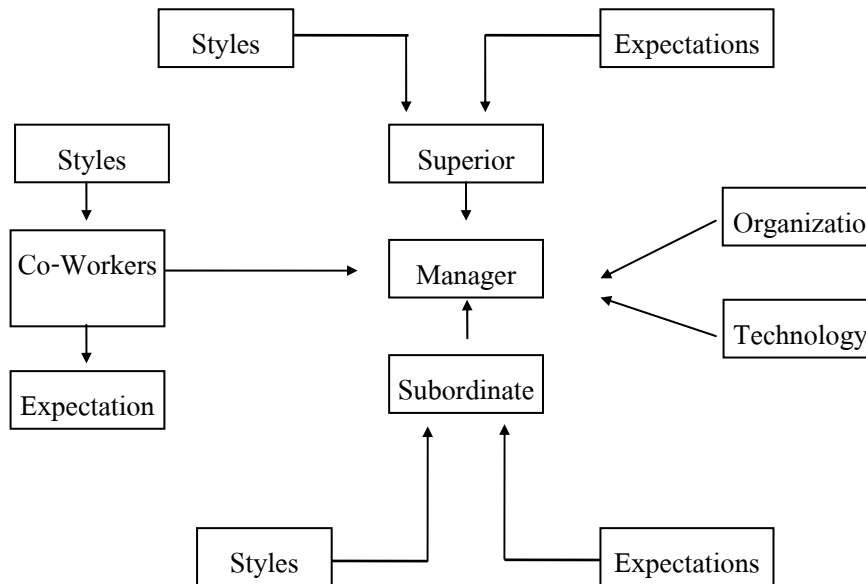 Styles
Expectations
Styles
Superior
Organizatio
Co-Workers
Manager
Technology
Expectation
Subordinate
Styles
Expectations